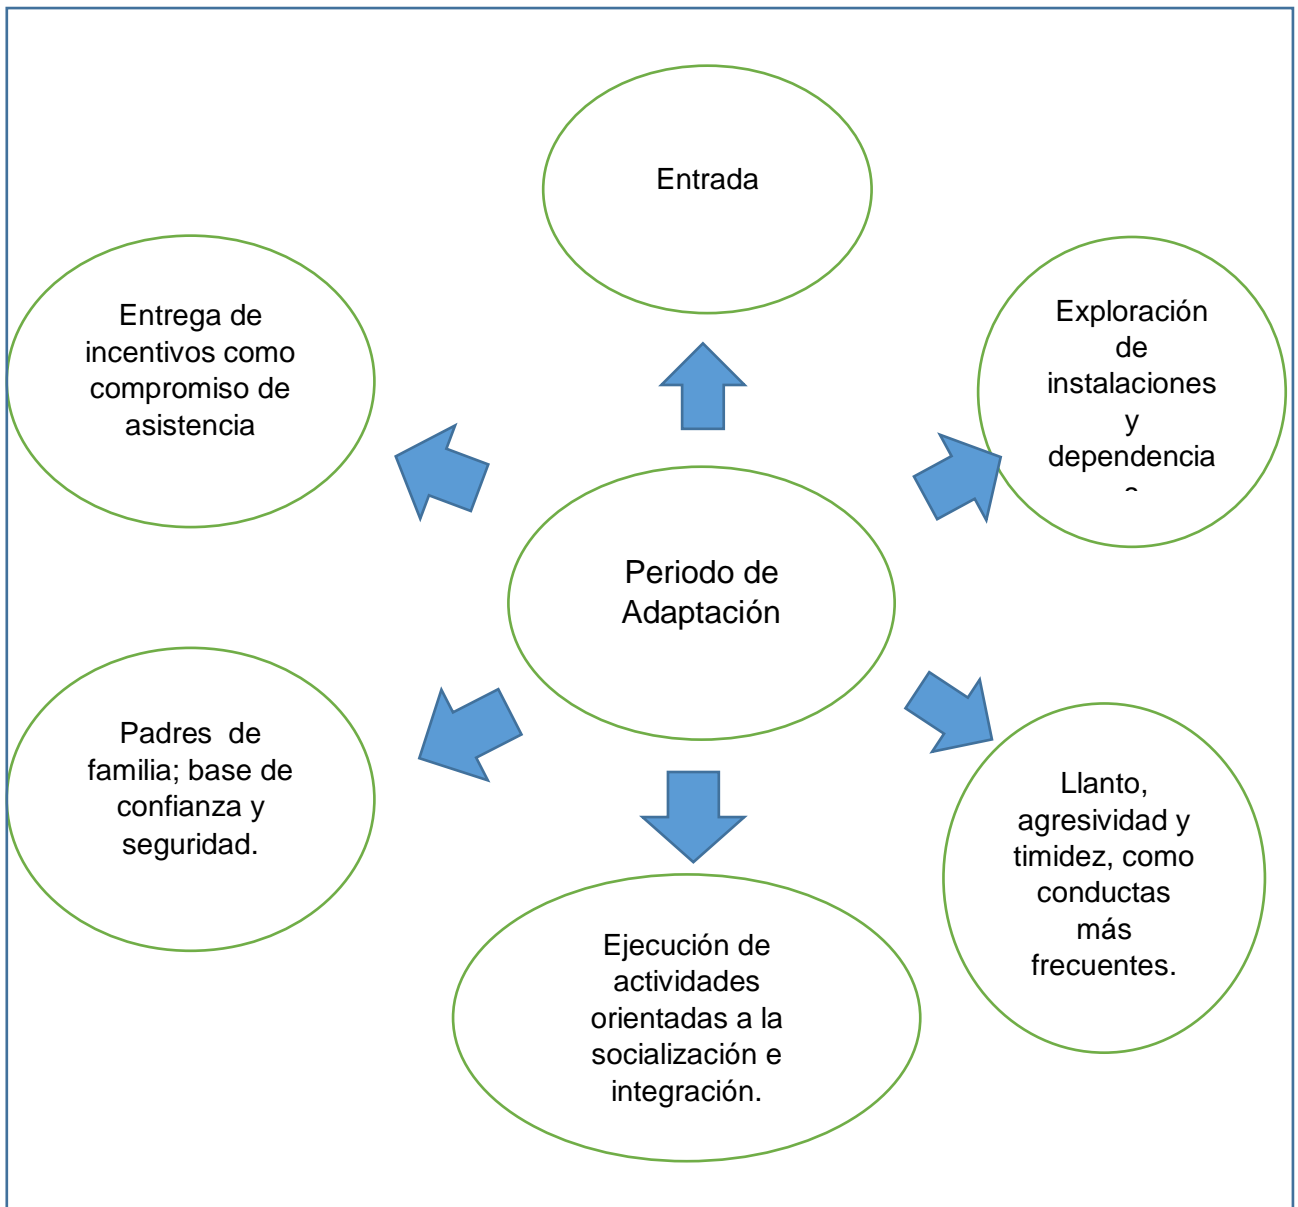 Entrada
Exploración
de
instalaciones
y
dependencia
Entrega de
incentivos como
compromiso de
asistencia
Periodo de
Adaptación
Padres  de
familia; base de
confianza y
seguridad.
Llanto,
agresividad y
timidez, como
conductas
más
frecuentes.
Ejecución de
actividades
orientadas a la
socialización e
integración.